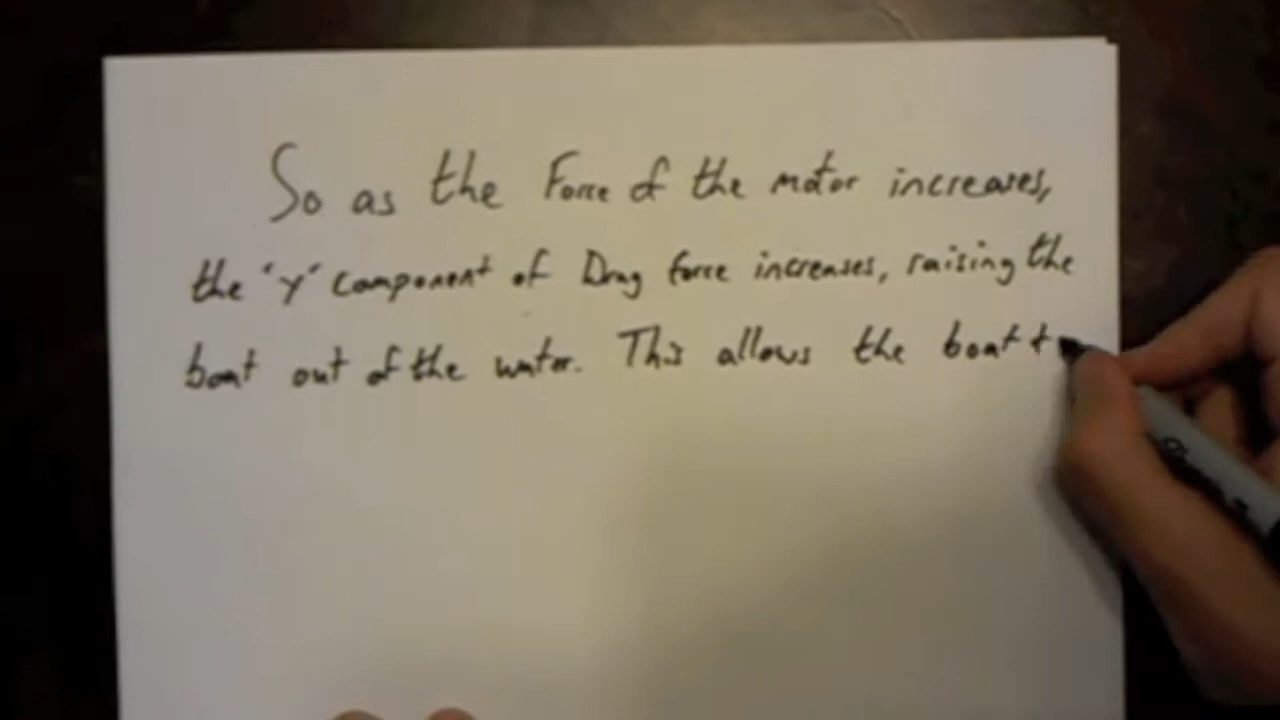 So as the Force of the motor increases,
the "y" component of Drag force increases, raising the
boat out of the water. This allows the boat t